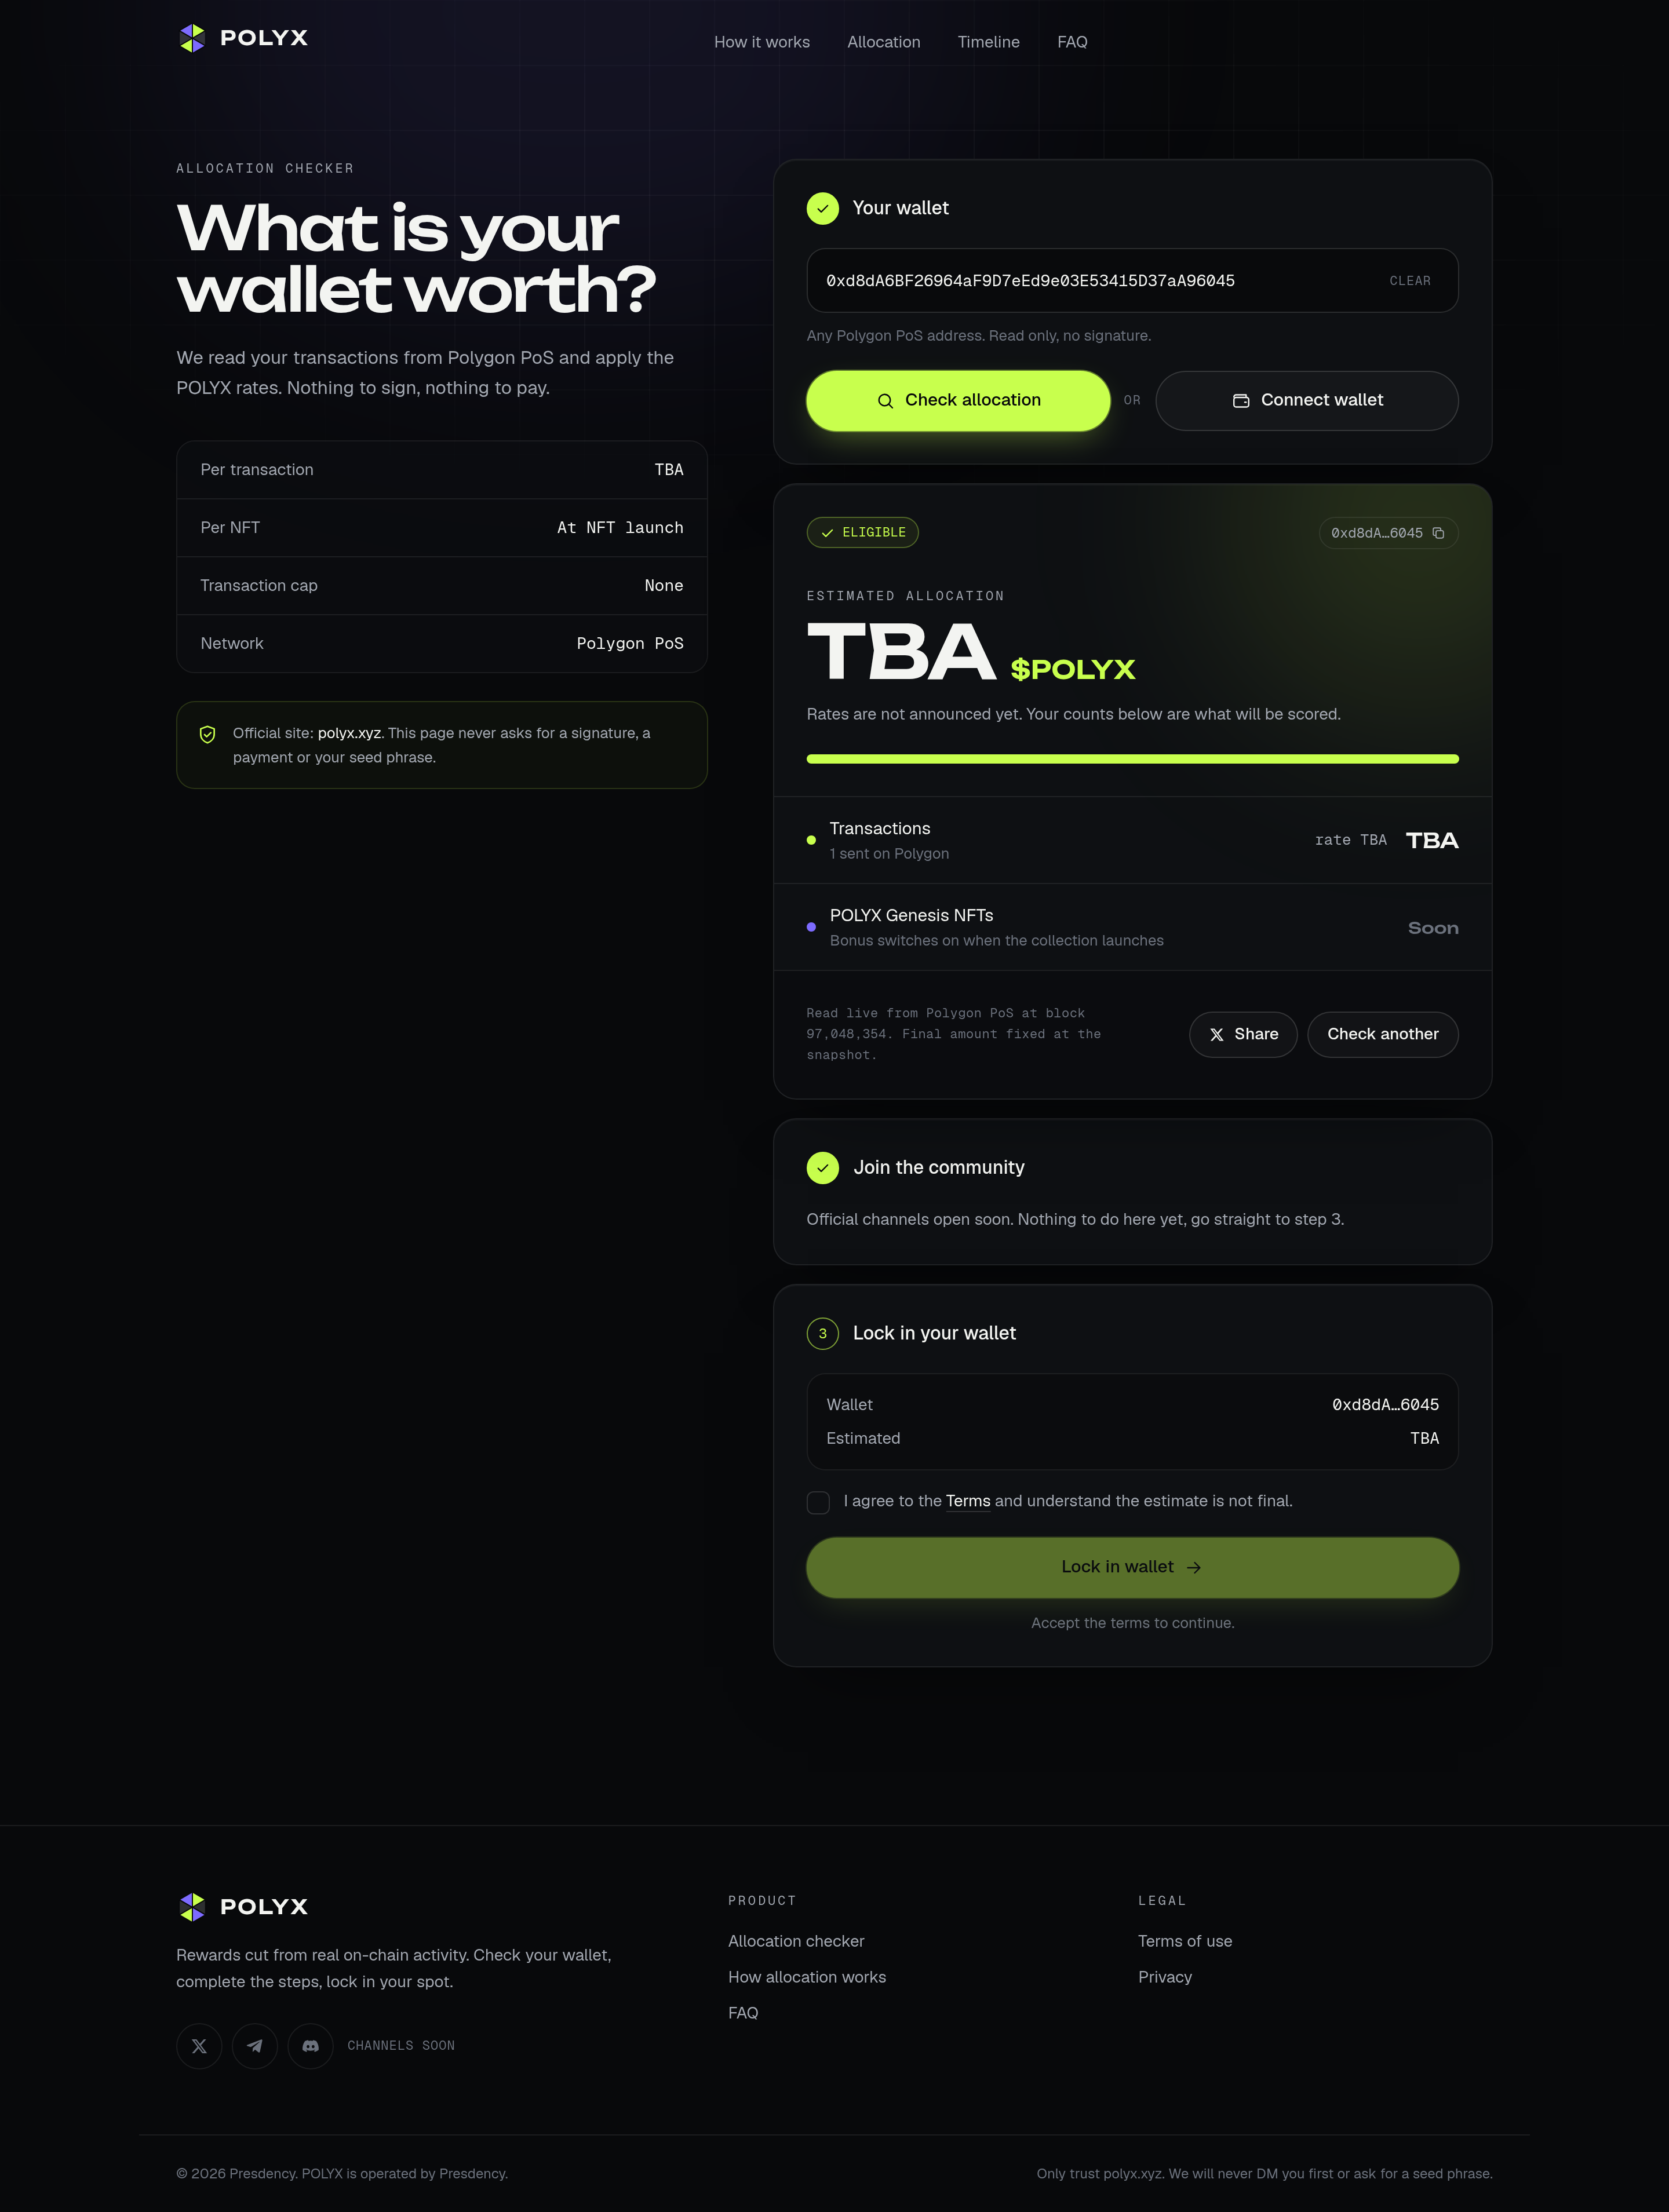 POLYX
How it works
Allocation
Timeline
FAQ
ALLOCATION CHECKER
What is your
wallet worth?
We read your transactions from Polygon PoS and apply the
POLYX rates. Nothing to sign, nothing to pay.
Per transaction TBA
Per NFT At NFT launch
Transaction cap None
Network Polygon PoS
Official site: polyx.xyz. This page never asks for a signature, a
payment or your seed phrase.
Your wallet
0xd8dA6BF26964aF9D7eEd9e03E53415D37aA96045 CLEAR
Any Polygon PoS address. Read only, no signature.
Check allocation OR Connect wallet
ELIGIBLE 0xd8dA…6045
ESTIMATED ALLOCATION
TBA $POLYX
Rates are not announced yet. Your counts below are what will be scored.
Transactions
1 sent on Polygon
rate TBA TBA
POLYX Genesis NFTs
Bonus switches on when the collection launches
Soon
Read live from Polygon PoS at block
97,048,354. Final amount fixed at the
snapshot.
Share Check another
Join the community
Official channels open soon. Nothing to do here yet, go straight to step 3.
3 Lock in your wallet
Wallet 0xd8dA…6045
Estimated TBA
I agree to the Terms and understand the estimate is not final.
Lock in wallet →
Accept the terms to continue.
POLYX
Rewards cut from real on-chain activity. Check your wallet,
complete the steps, lock in your spot.
CHANNELS SOON
PRODUCT
Allocation checker
How allocation works
FAQ
LEGAL
Terms of use
Privacy
© 2026 Presdency. POLYX is operated by Presdency.
Only trust polyx.xyz. We will never DM you first or ask for a seed phrase.